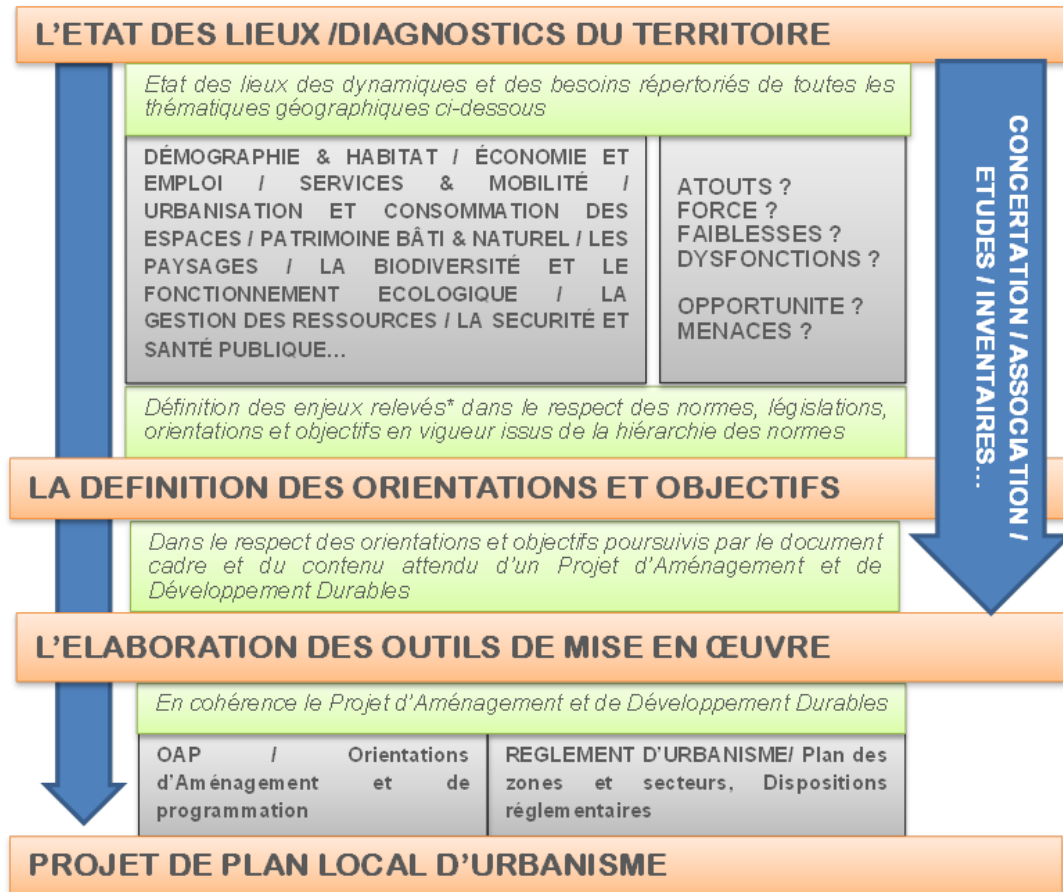 L'ETAT DES LIEUX /DIAGNOSTICS DU TERRITOIRE
Etat des lieux des dynamiques et des besoins répertoriés de toutes les
thématiques géographiques ci-dessous
DÉMOGRAPHIE & HABITAT / ÉCONOMIE ET
EMPLOI / SERVICES & MOBILITÉ /
URBANISATION ET CONSOMMATION DES
ESPACES / PATRIMOINE BÂTI & NATUREL / LES
PAYSAGES / LA BIODIVERSITÉ ET LE
FONCTIONNEMENT ECOLOGIQUE / LA
GESTION DES RESSOURCES / LA SECURITÉ ET
SANTÉ PUBLIQUE…
ATOUTS ?
FORCE ?
FAIBLESSES ?
DYSFONCTIONS ?
OPPORTUNITE ?
MENACES ?
CONCERTATION / ASSOCIATION /
ETUDES / INVENTAIRES…
Définition des enjeux relevés* dans le respect des normes, législations,
orientations et objectifs en vigueur issus de la hiérarchie des normes
LA DEFINITION DES ORIENTATIONS ET OBJECTIFS
Dans le respect des orientations et objectifs poursuivis par le document
cadre et du contenu attendu d'un Projet d'Aménagement et de
Développement Durables
L'ELABORATION DES OUTILS DE MISE EN ŒUVRE
En cohérence le Projet d'Aménagement et de Développement Durables
OAP / Orientations
d'Aménagement et de
programmation
REGLEMENT D'URBANISME/ Plan des
zones et secteurs, Dispositions
réglementaires
PROJET DE PLAN LOCAL D'URBANISME